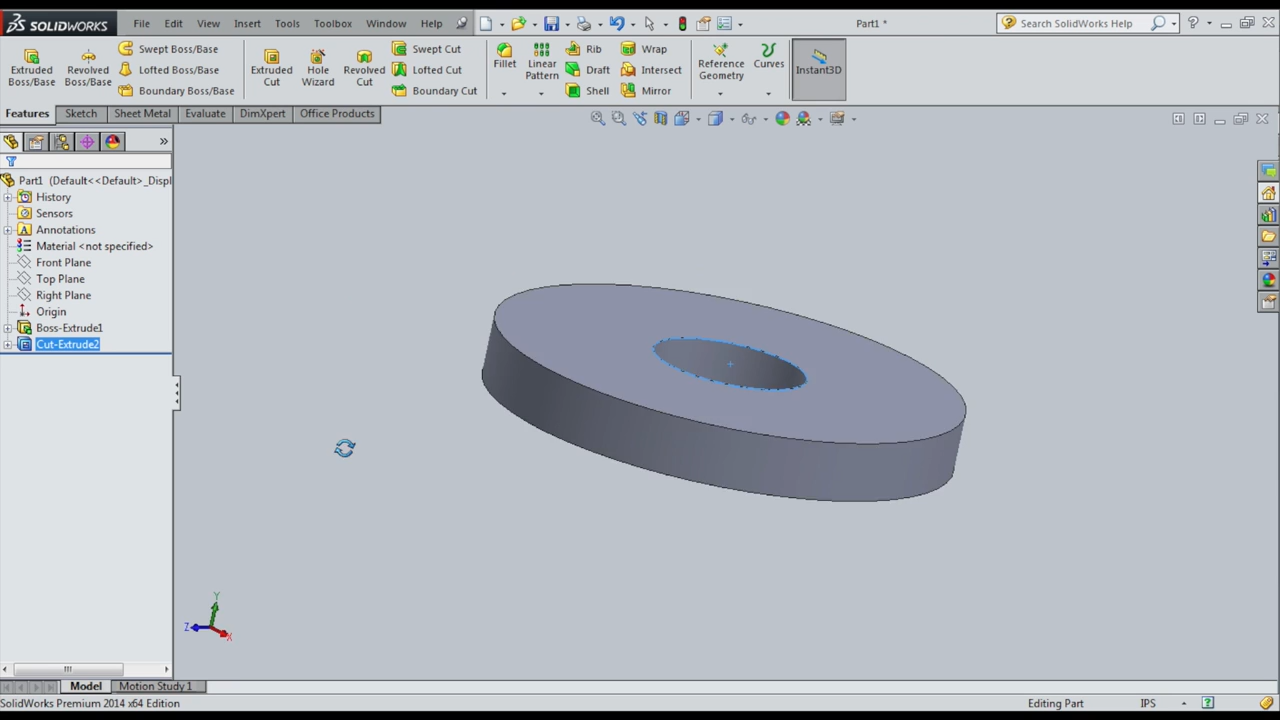 SOLIDWORKS File Edit View Insert Tools Toolbox Window Help Part1 * Search SolidWorks Help
Extruded Boss/Base
Revolved Boss/Base
Swept Boss/Base
Lofted Boss/Base
Boundary Boss/Base
Extruded Cut
Hole Wizard
Revolved Cut
Swept Cut
Lofted Cut
Boundary Cut
Fillet
Linear Pattern
Rib
Draft
Shell
Wrap
Intersect
Mirror
Reference Geometry
Curves
Instant3D
Features Sketch Sheet Metal Evaluate DimXpert Office Products
Part1 (Default<<Default>_Displ
History
Sensors
Annotations
Material <not specified>
Front Plane
Top Plane
Right Plane
Origin
Boss-Extrude1
Cut-Extrude2
Y
Z
X
Model Motion Study 1
SolidWorks Premium 2014 x64 Edition Editing Part IPS